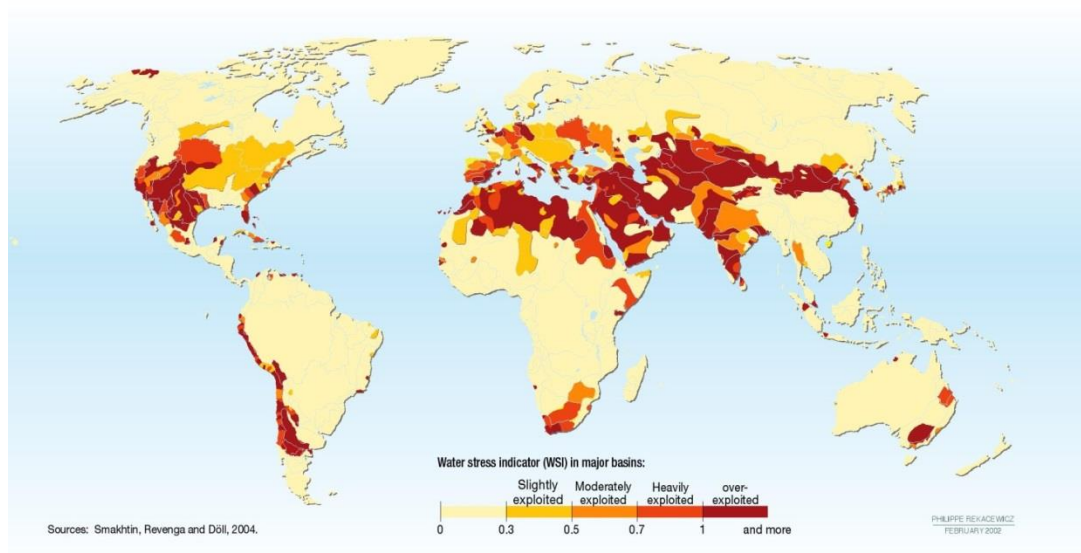 Water stress indicator (WSI) in major basins:
Slightly exploited
Moderately exploited
Heavily exploited
over-exploited
0
0.3
0.5
0.7
1
and more
Sources: Smakhtin, Revenga and Döll, 2004.
PHILIPPE REKACEWICZ
FEBRUARY 2002